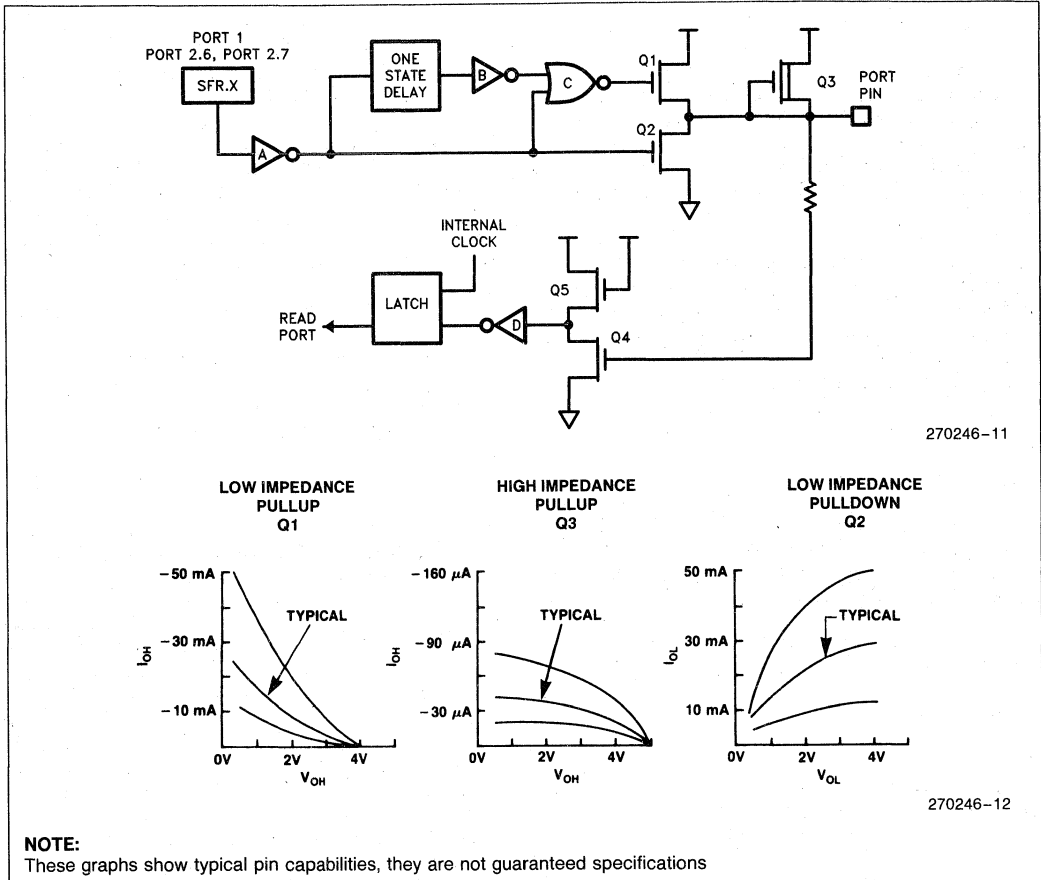 PORT 1
PORT 2.6, PORT 2.7
SFR.X
A
ONE
STATE
DELAY
B
C
Q1
Q2
Q3
PORT
PIN
INTERNAL
CLOCK
LATCH
READ
PORT
D
Q5
Q4
270246-11
LOW IMPEDANCE
PULLUP
Q1
-50 mA
-30 mA
-10 mA
IOH
TYPICAL
0V
2V
4V
VOH
HIGH IMPEDANCE
PULLUP
Q3
-160 µA
-90 µA
-30 µA
IOH
TYPICAL
0V
2V
4V
VOH
LOW IMPEDANCE
PULLDOWN
Q2
50 mA
30 mA
10 mA
IOL
TYPICAL
0V
2V
4V
VOL
270246-12
NOTE:
These graphs show typical pin capabilities, they are not guaranteed specifications